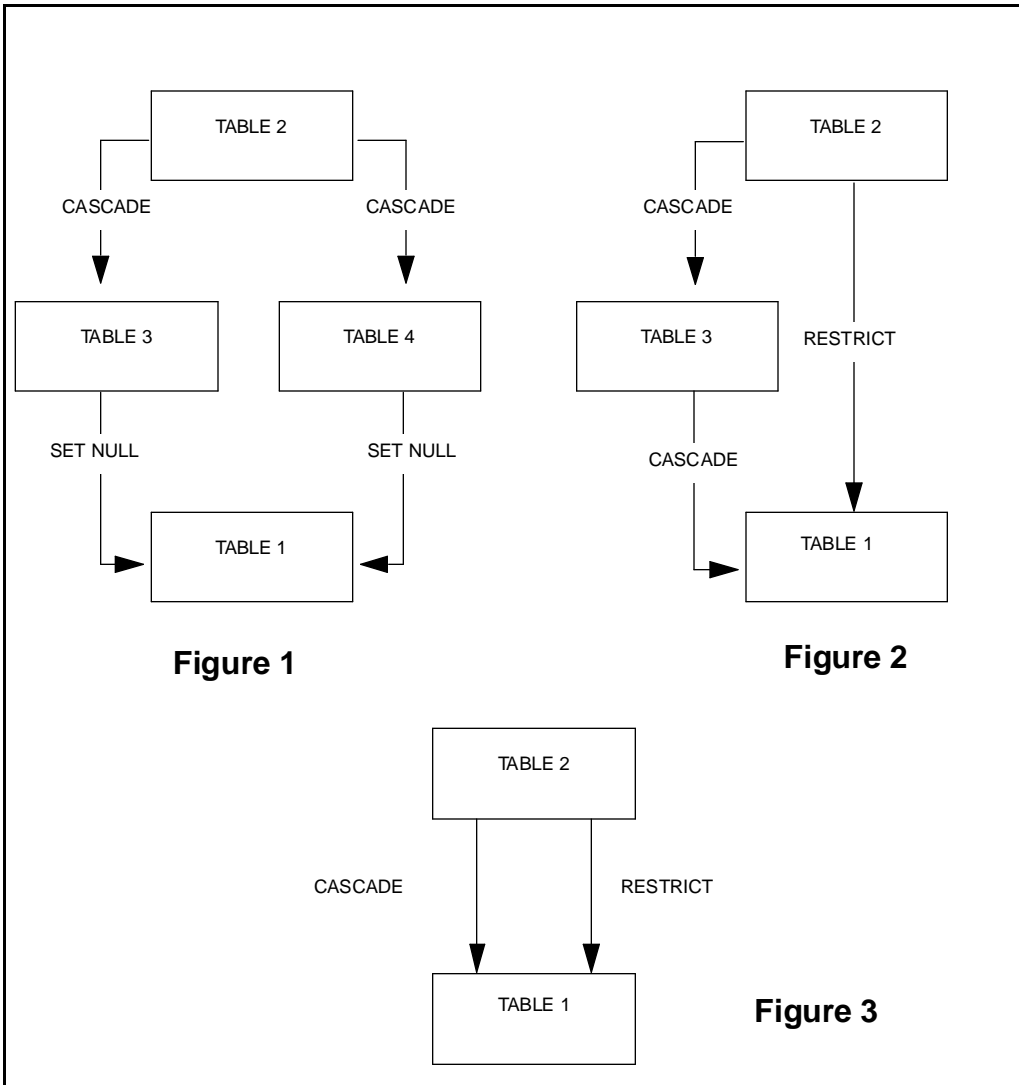 TABLE 2
CASCADE
CASCADE
TABLE 3
TABLE 4
SET NULL
SET NULL
TABLE 1
Figure 1
TABLE 2
CASCADE
TABLE 3
RESTRICT
CASCADE
TABLE 1
Figure 2
TABLE 2
CASCADE
RESTRICT
TABLE 1
Figure 3